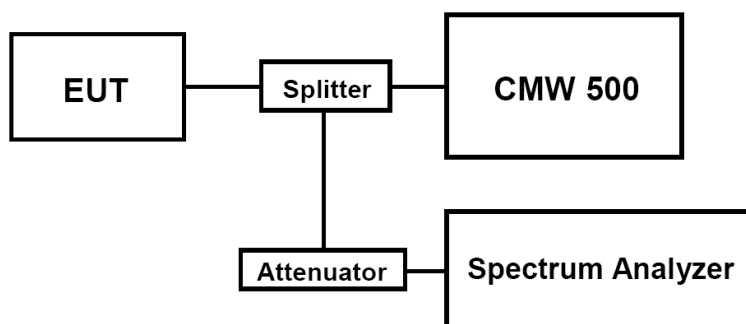 EUT
Splitter
CMW 500
Attenuator
Spectrum Analyzer